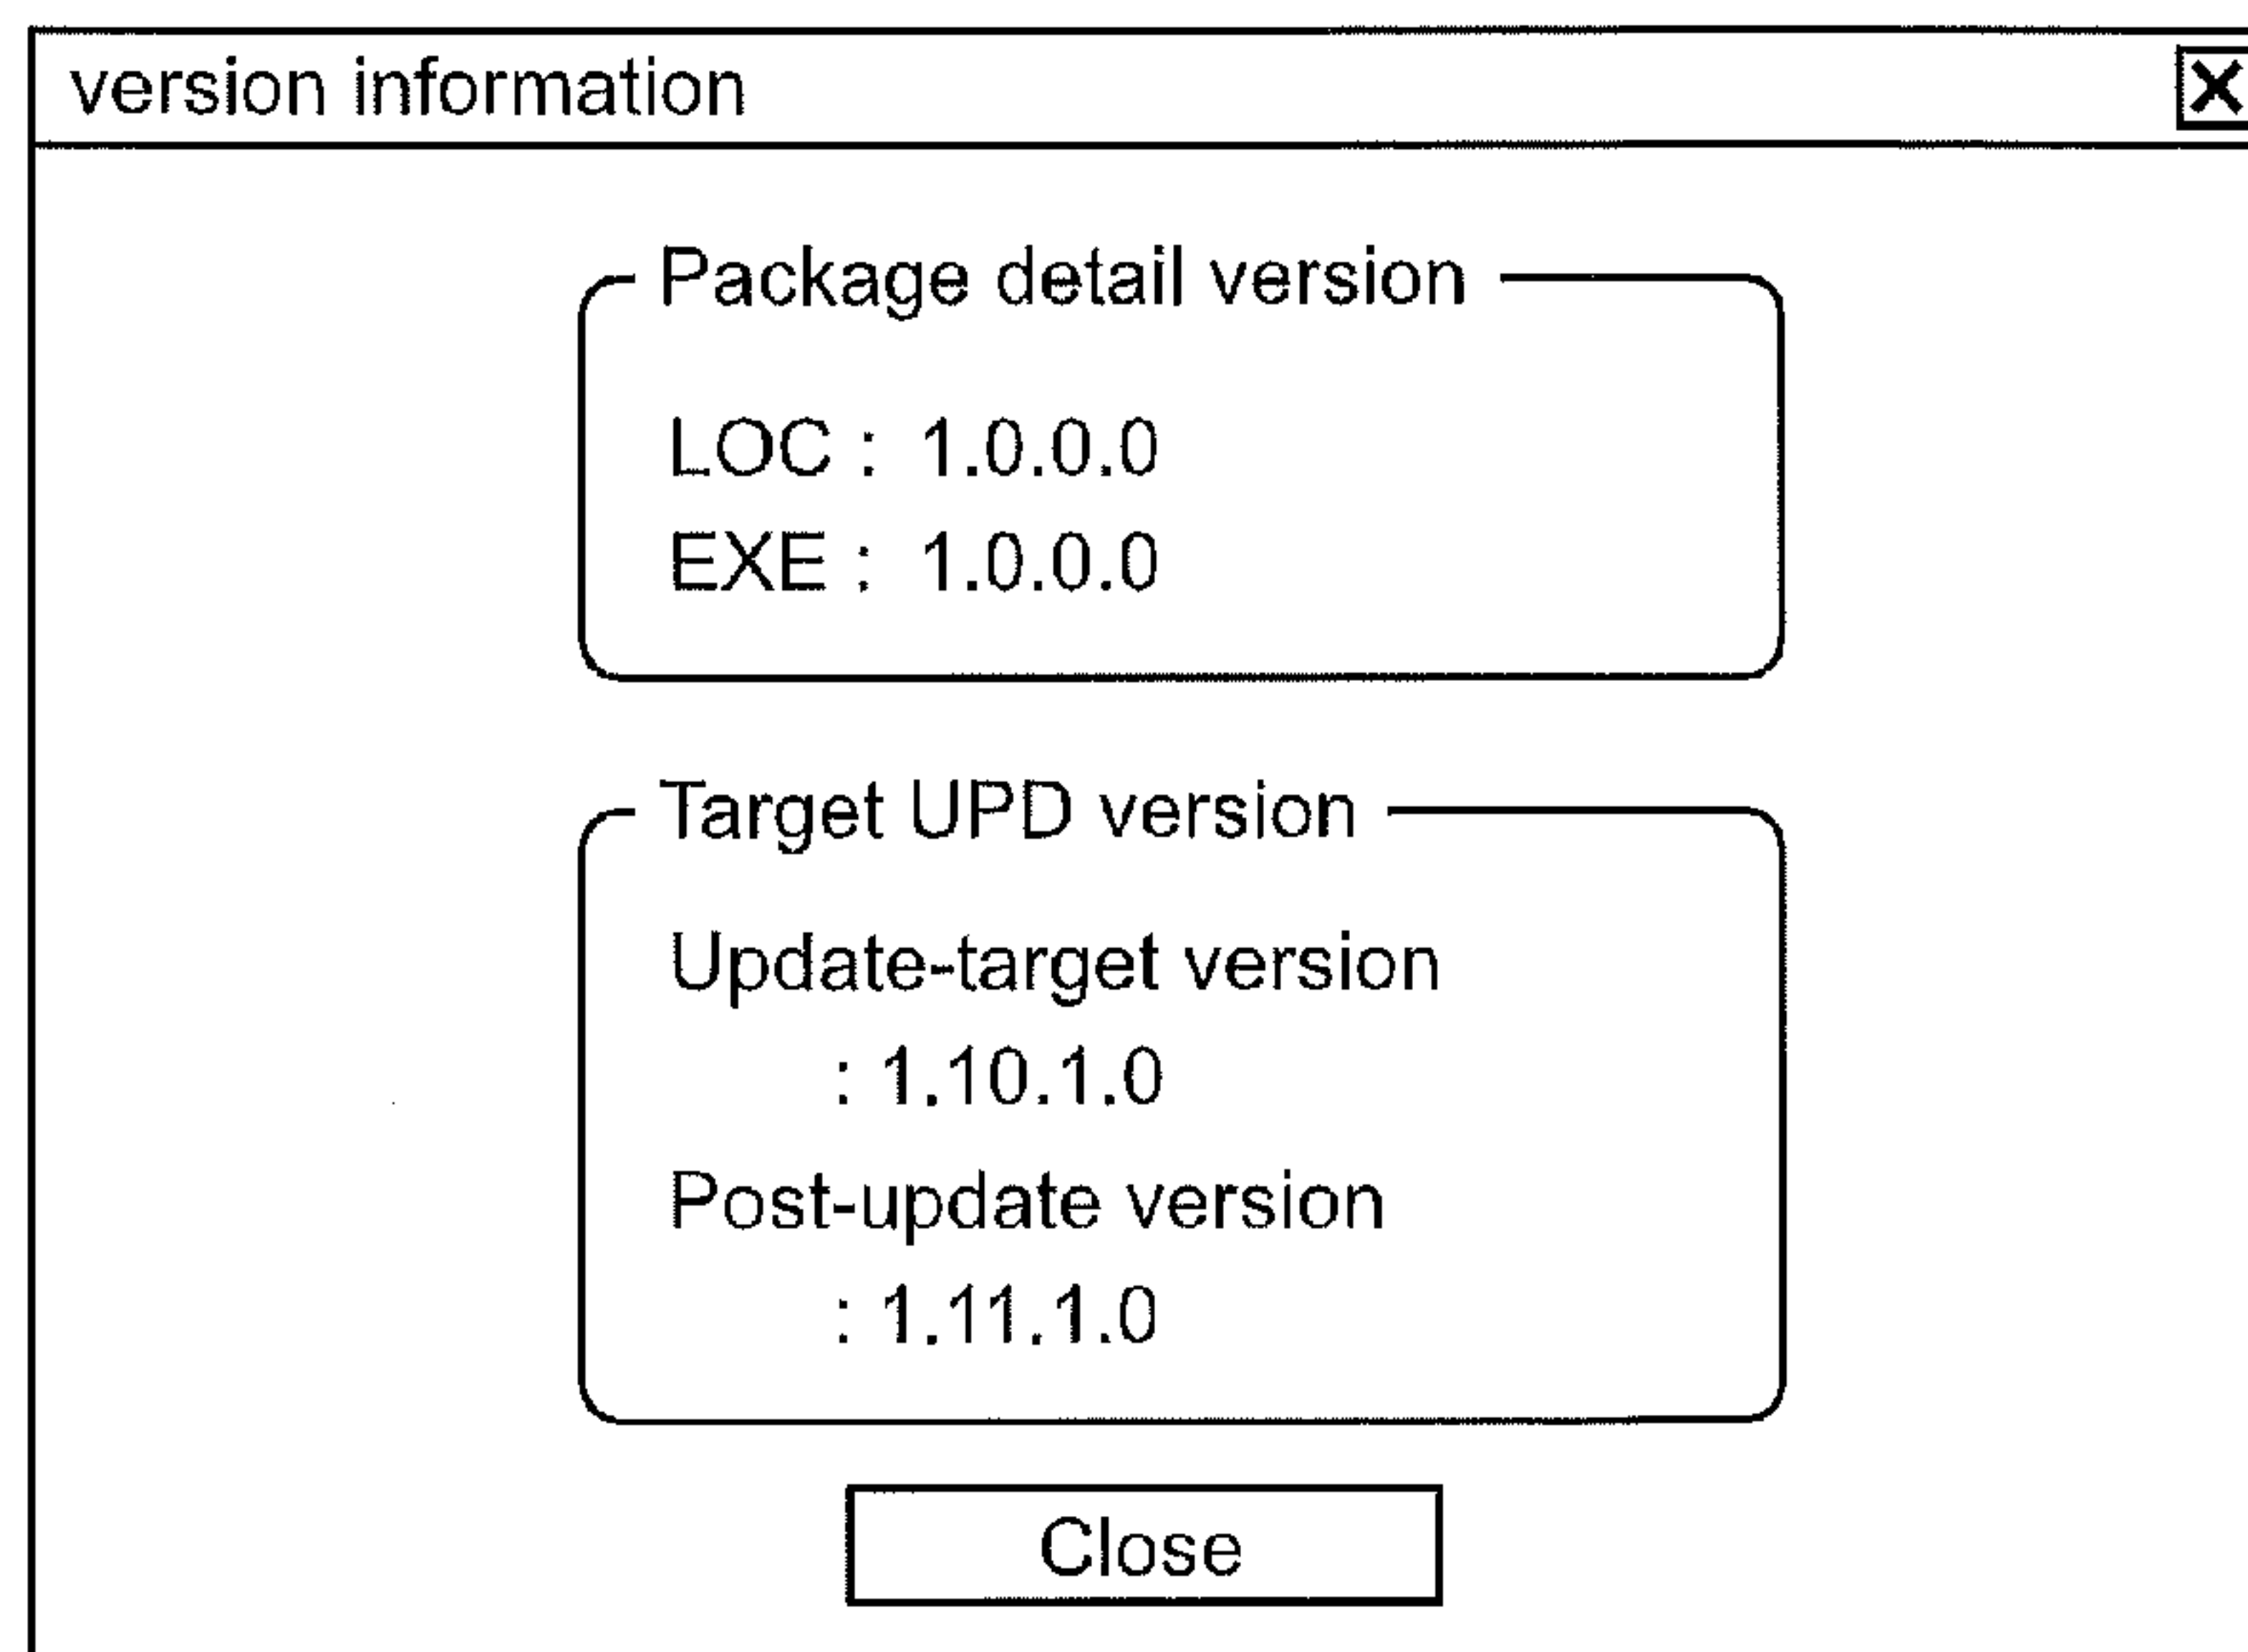 version information
Package detail version
LOC : 1.0.0.0
EXE : 1.0.0.0
Target UPD version
Update-target version
: 1.10.1.0
Post-update version
: 1.11.1.0
Close